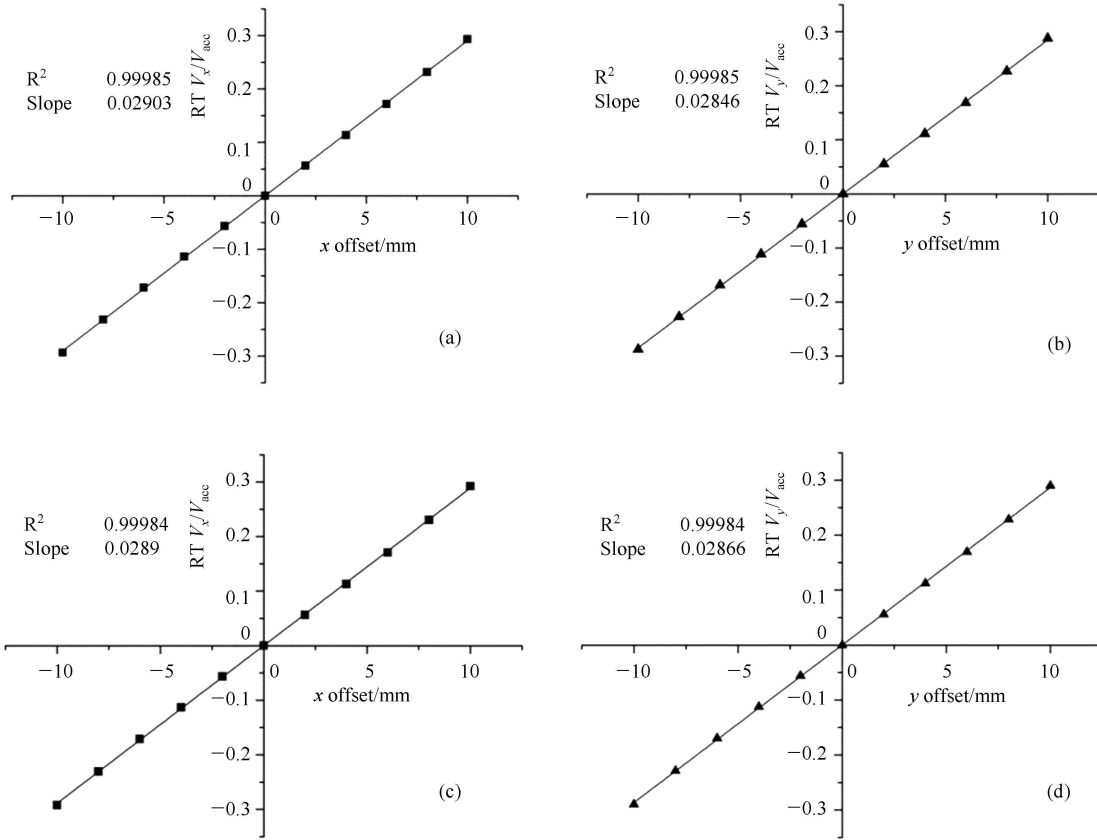 0.3
R² 0.99985
Slope 0.02903
0.2
0.1
0
RT Vx/Vacc
−10 −5 0 5 10
x offset/mm
−0.1
−0.2
−0.3
(a)
0.3
R² 0.99985
Slope 0.02846
0.2
0.1
0
RT Vy/Vacc
−10 −5 0 5 10
y offset/mm
−0.1
−0.2
−0.3
(b)
0.3
R² 0.99984
Slope 0.0289
0.2
0.1
0
RT Vx/Vacc
−10 −5 0 5 10
x offset/mm
−0.1
−0.2
−0.3
(c)
0.3
R² 0.99984
Slope 0.02866
0.2
0.1
0
RT Vy/Vacc
−10 −5 0 5 10
y offset/mm
−0.1
−0.2
−0.3
(d)